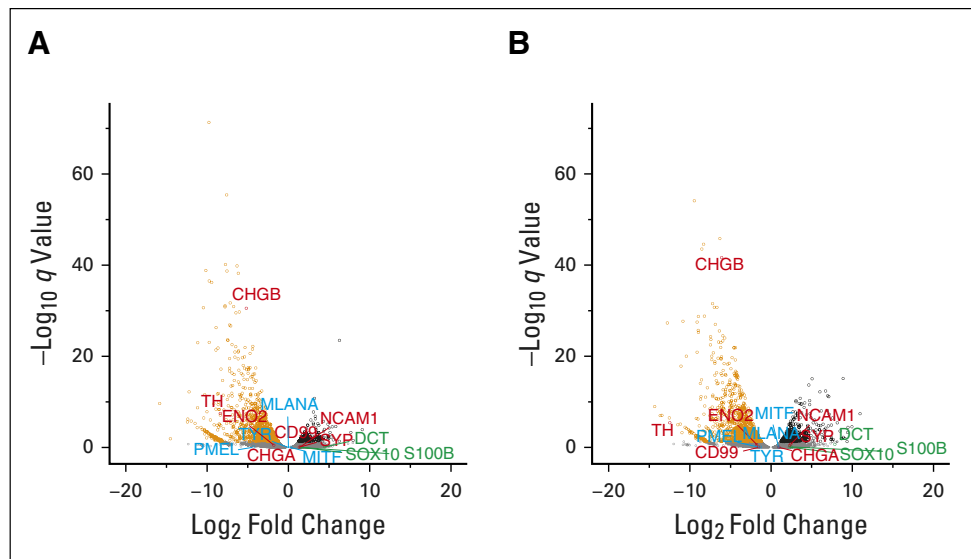 A
B
−Log10 q Value
60
40
20
0
CHGB
TH
MLANA
ENO2
NCAM1
TYR
CD99
SYP
DCT
PMEL
CHGA
MITF
SOX10
S100B
−20
−10
0
10
20
Log2 Fold Change
−Log10 q Value
60
40
20
0
CHGB
ENO2
MITF
NCAM1
TH
PMEL
MLANA
SYP
DCT
CD99
TYR
CHGA
SOX10
S100B
−20
−10
0
10
20
Log2 Fold Change